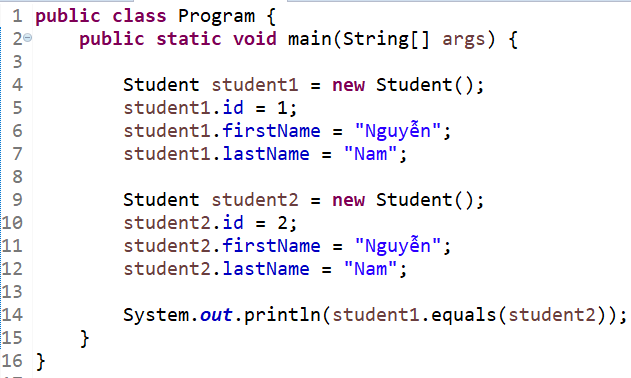 1 public class Program {
2 public static void main(String[] args) {
3
4 Student student1 = new Student();
5 student1.id = 1;
6 student1.firstName = "Nguyễn";
7 student1.lastName = "Nam";
8
9 Student student2 = new Student();
10 student2.id = 2;
11 student2.firstName = "Nguyễn";
12 student2.lastName = "Nam";
13
14 System.out.println(student1.equals(student2));
15 }
16 }